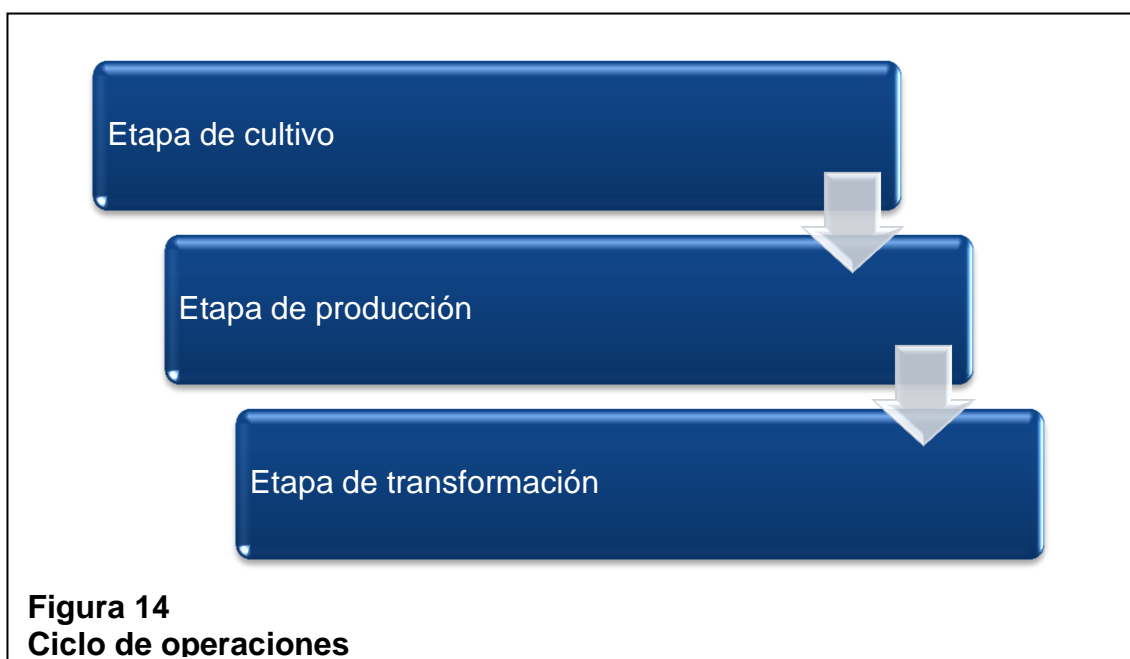 Etapa de cultivo
Etapa de producción
Etapa de transformación
Figura 14
Ciclo de operaciones